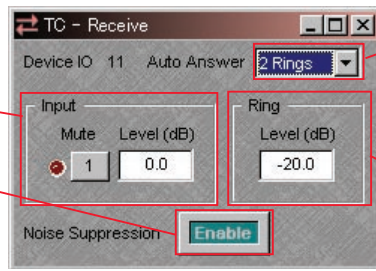 TC - Receive
Device IO 11 Auto Answer 2 Rings
Input Ring
Mute Level (dB) Level (dB)
1 0.0 -20.0
Noise Suppression Enable